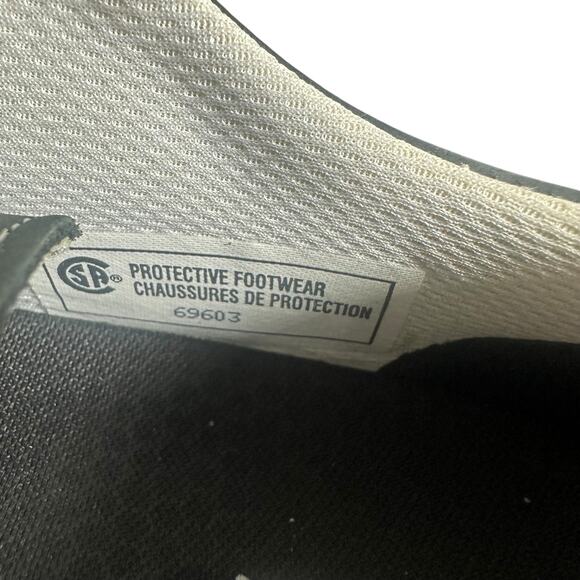 CSA® PROTECTIVE FOOTWEAR
CHAUSSURES DE PROTECTION
69603